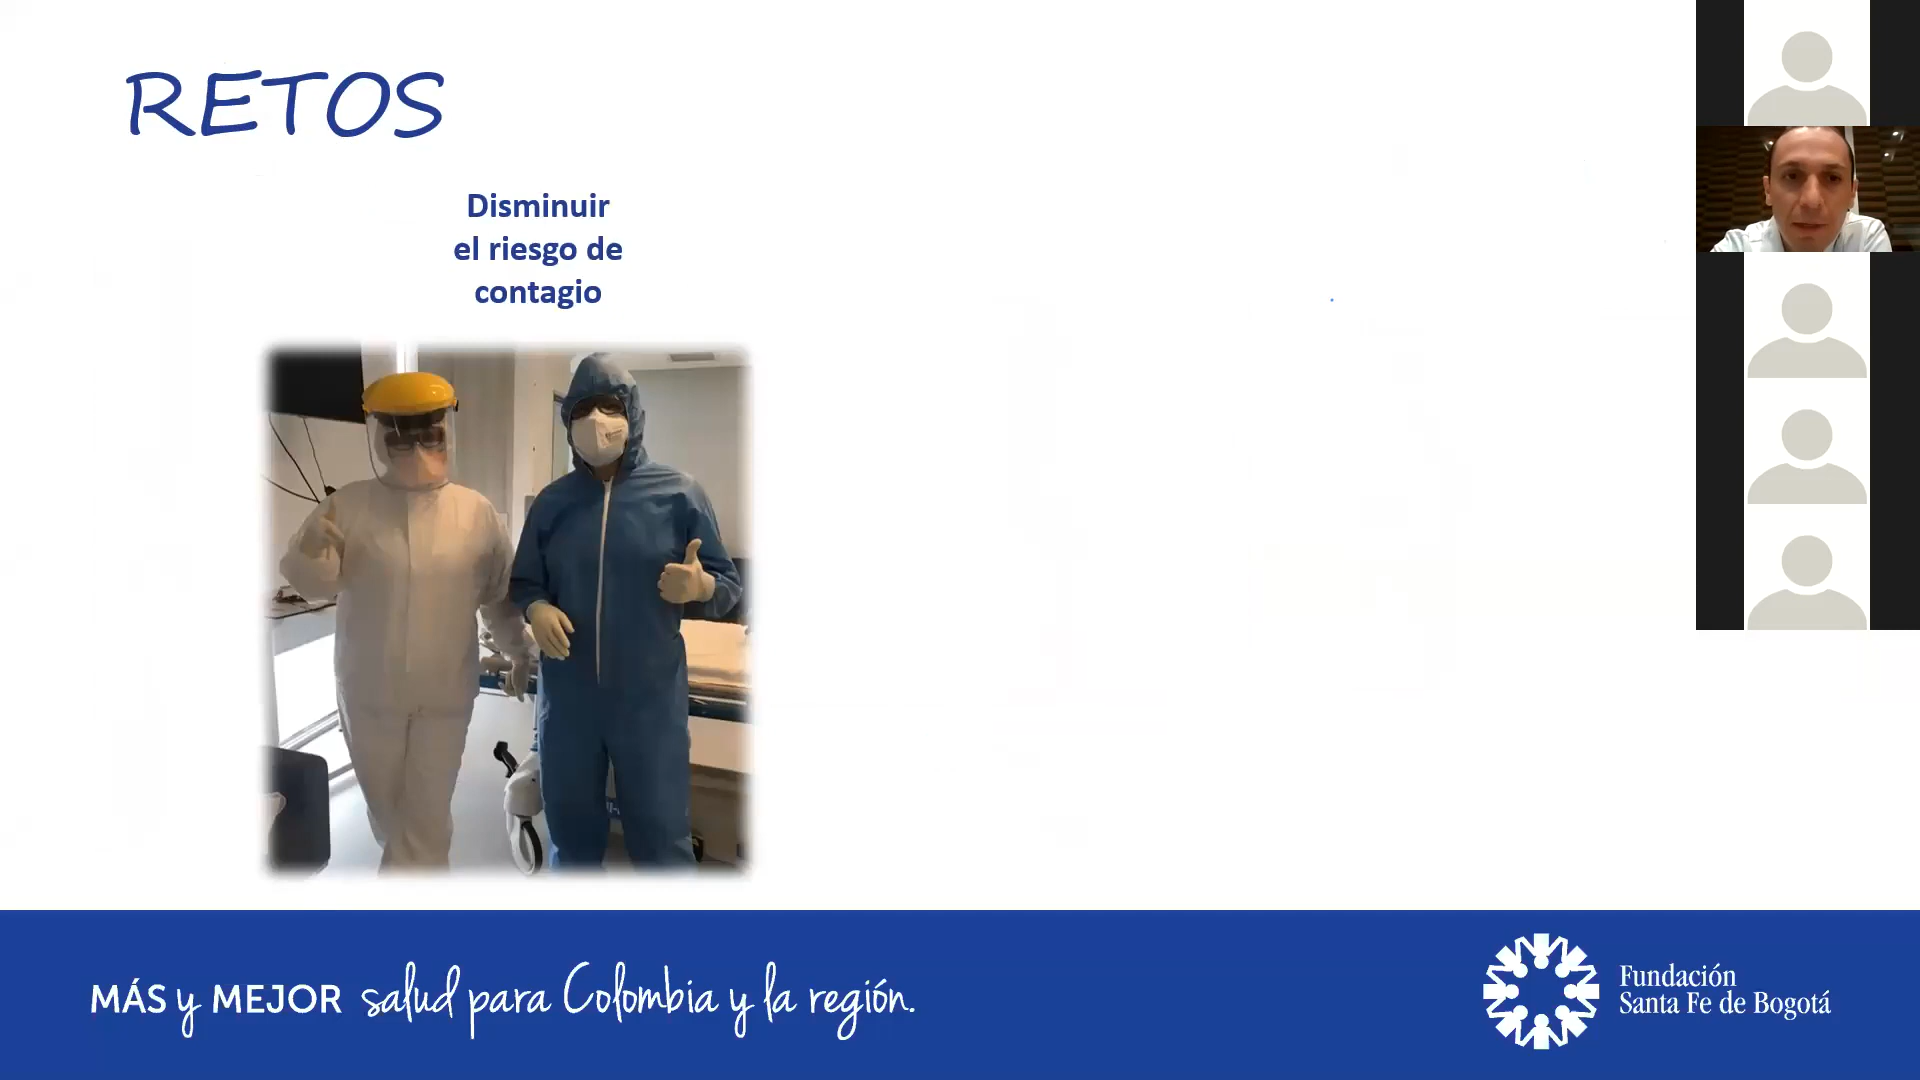 RETOS
Disminuir
el riesgo de
contagio
MÁS y MEJOR salud para Colombia y la región.
Fundación
Santa Fe de Bogotá